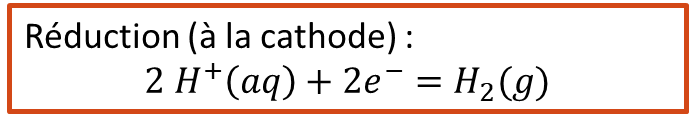 Réduction (à la cathode) :
2 H⁺(aq) + 2e⁻ = H₂(g)